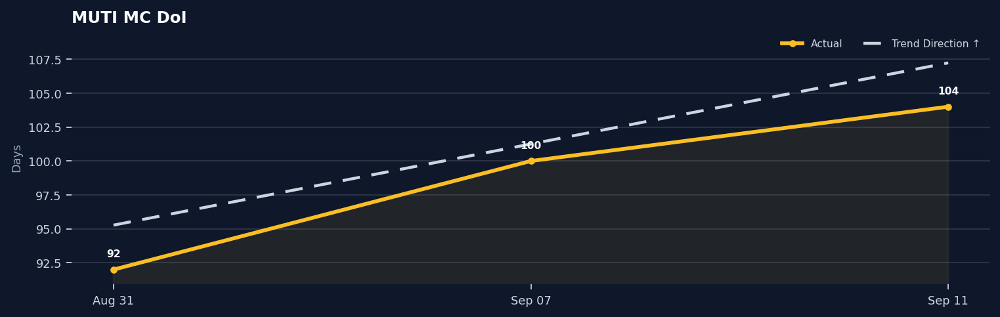 MUTI MC DoI
Actual
Trend Direction ↑
107.5
105.0
102.5
100.0
97.5
95.0
92.5
Days
92
100
104
Aug 31
Sep 07
Sep 11